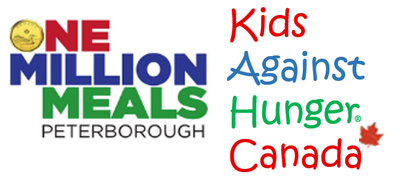 ONE
MILLION
MEALS
PETERBOROUGH
Kids
Against
Hunger®
Canada